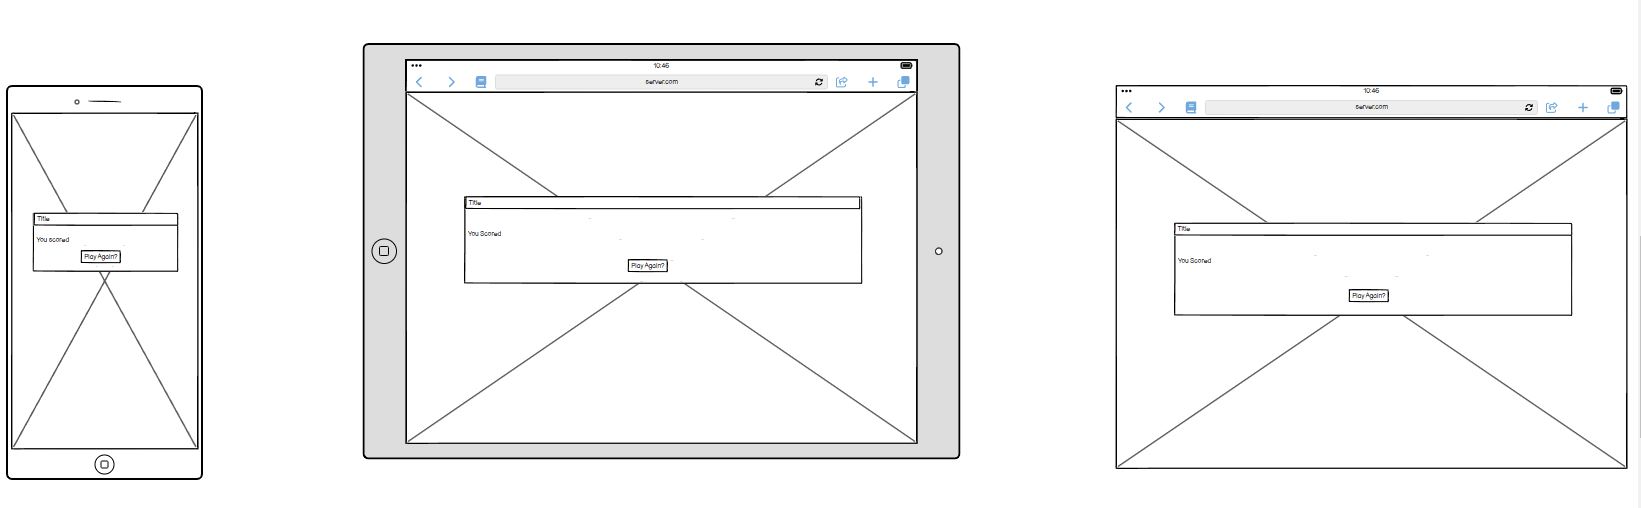 Title
You scored
Play Again?
10:46
server.com
Title
You Scored
Play Again?
10:46
server.com
Title
You Scored
Play Again?